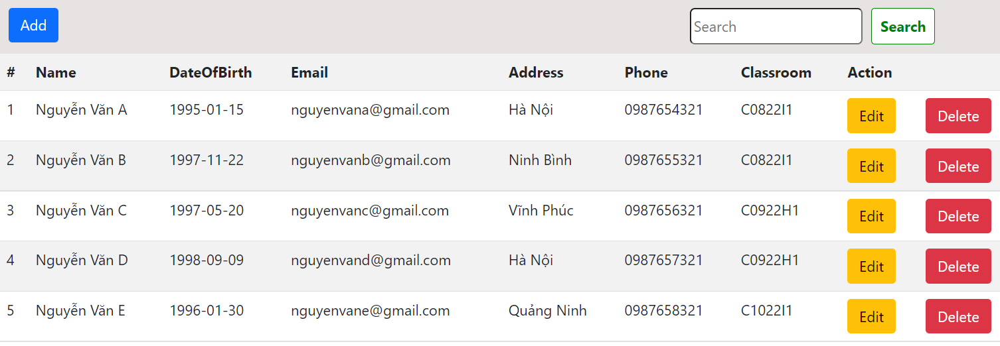 Add Search Search
# Name DateOfBirth Email Address Phone Classroom Action
1 Nguyễn Văn A 1995-01-15 nguyenvana@gmail.com Hà Nội 0987654321 C0822I1 Edit Delete
2 Nguyễn Văn B 1997-11-22 nguyenvanb@gmail.com Ninh Bình 0987655321 C0822I1 Edit Delete
3 Nguyễn Văn C 1997-05-20 nguyenvanc@gmail.com Vĩnh Phúc 0987656321 C0922H1 Edit Delete
4 Nguyễn Văn D 1998-09-09 nguyenvand@gmail.com Hà Nội 0987657321 C0922H1 Edit Delete
5 Nguyễn Văn E 1996-01-30 nguyenvane@gmail.com Quảng Ninh 0987658321 C1022I1 Edit Delete